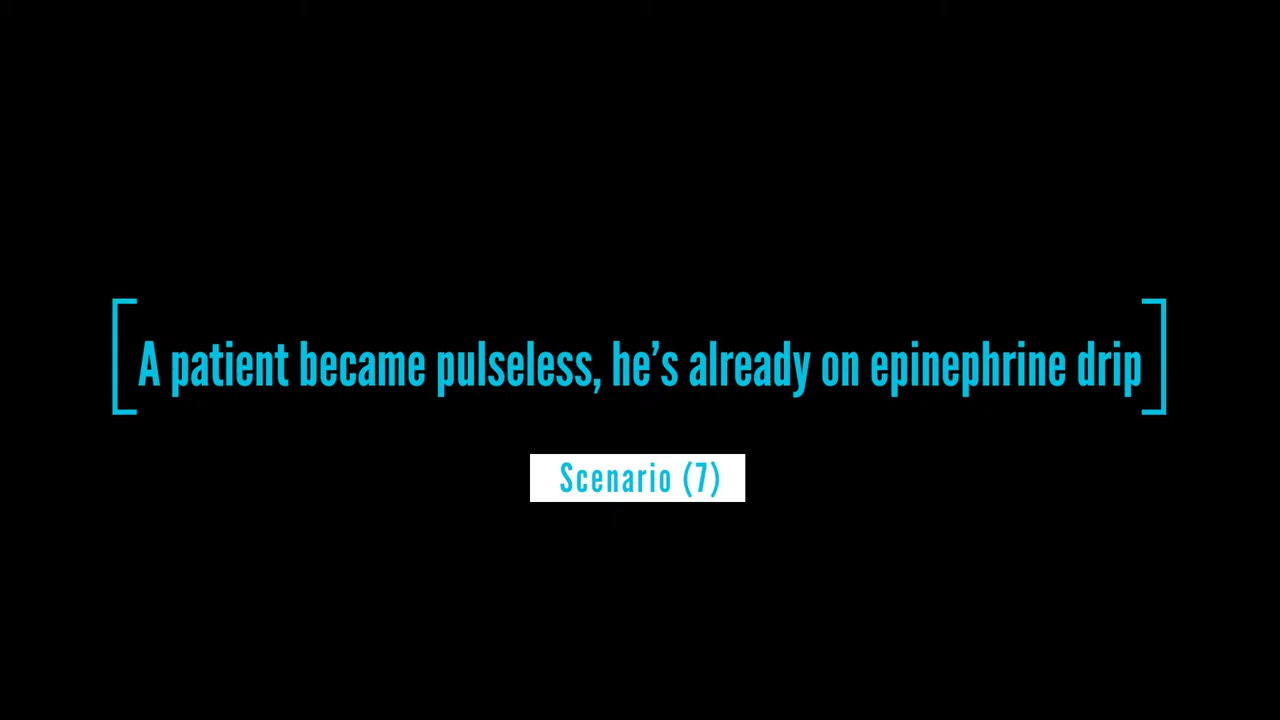 A patient became pulseless, he’s already on epinephrine drip
Scenario (7)